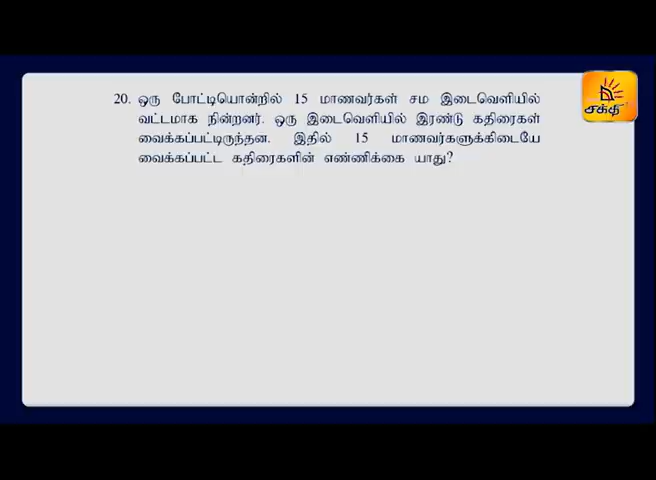 20. ஒரு போட்டியொன்றில் 15 மாணவர்கள் சம இடைவெளியில்
வட்டமாக நின்றனர். ஒரு இடைவெளியில் இரண்டு கதிரைகள்
வைக்கப்பட்டிருந்தன. இதில் 15 மாணவர்களுக்கிடையே
வைக்கப்பட்ட கதிரைகளின் எண்ணிக்கை யாது?
சக்தி